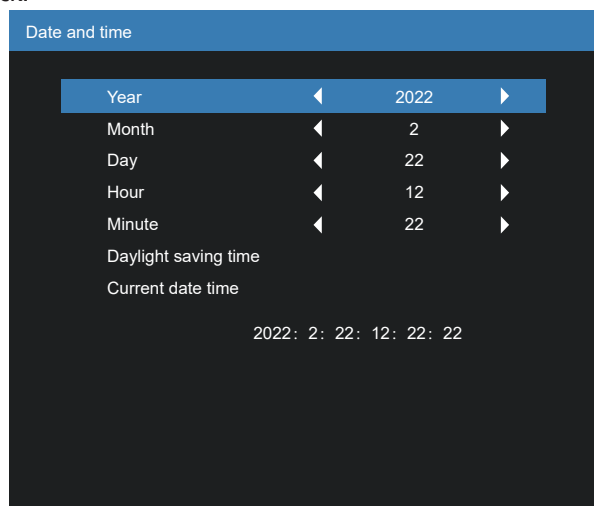 Date and time
Year 2022
Month 2
Day 22
Hour 12
Minute 22
Daylight saving time
Current date time
2022: 2: 22: 12: 22: 22